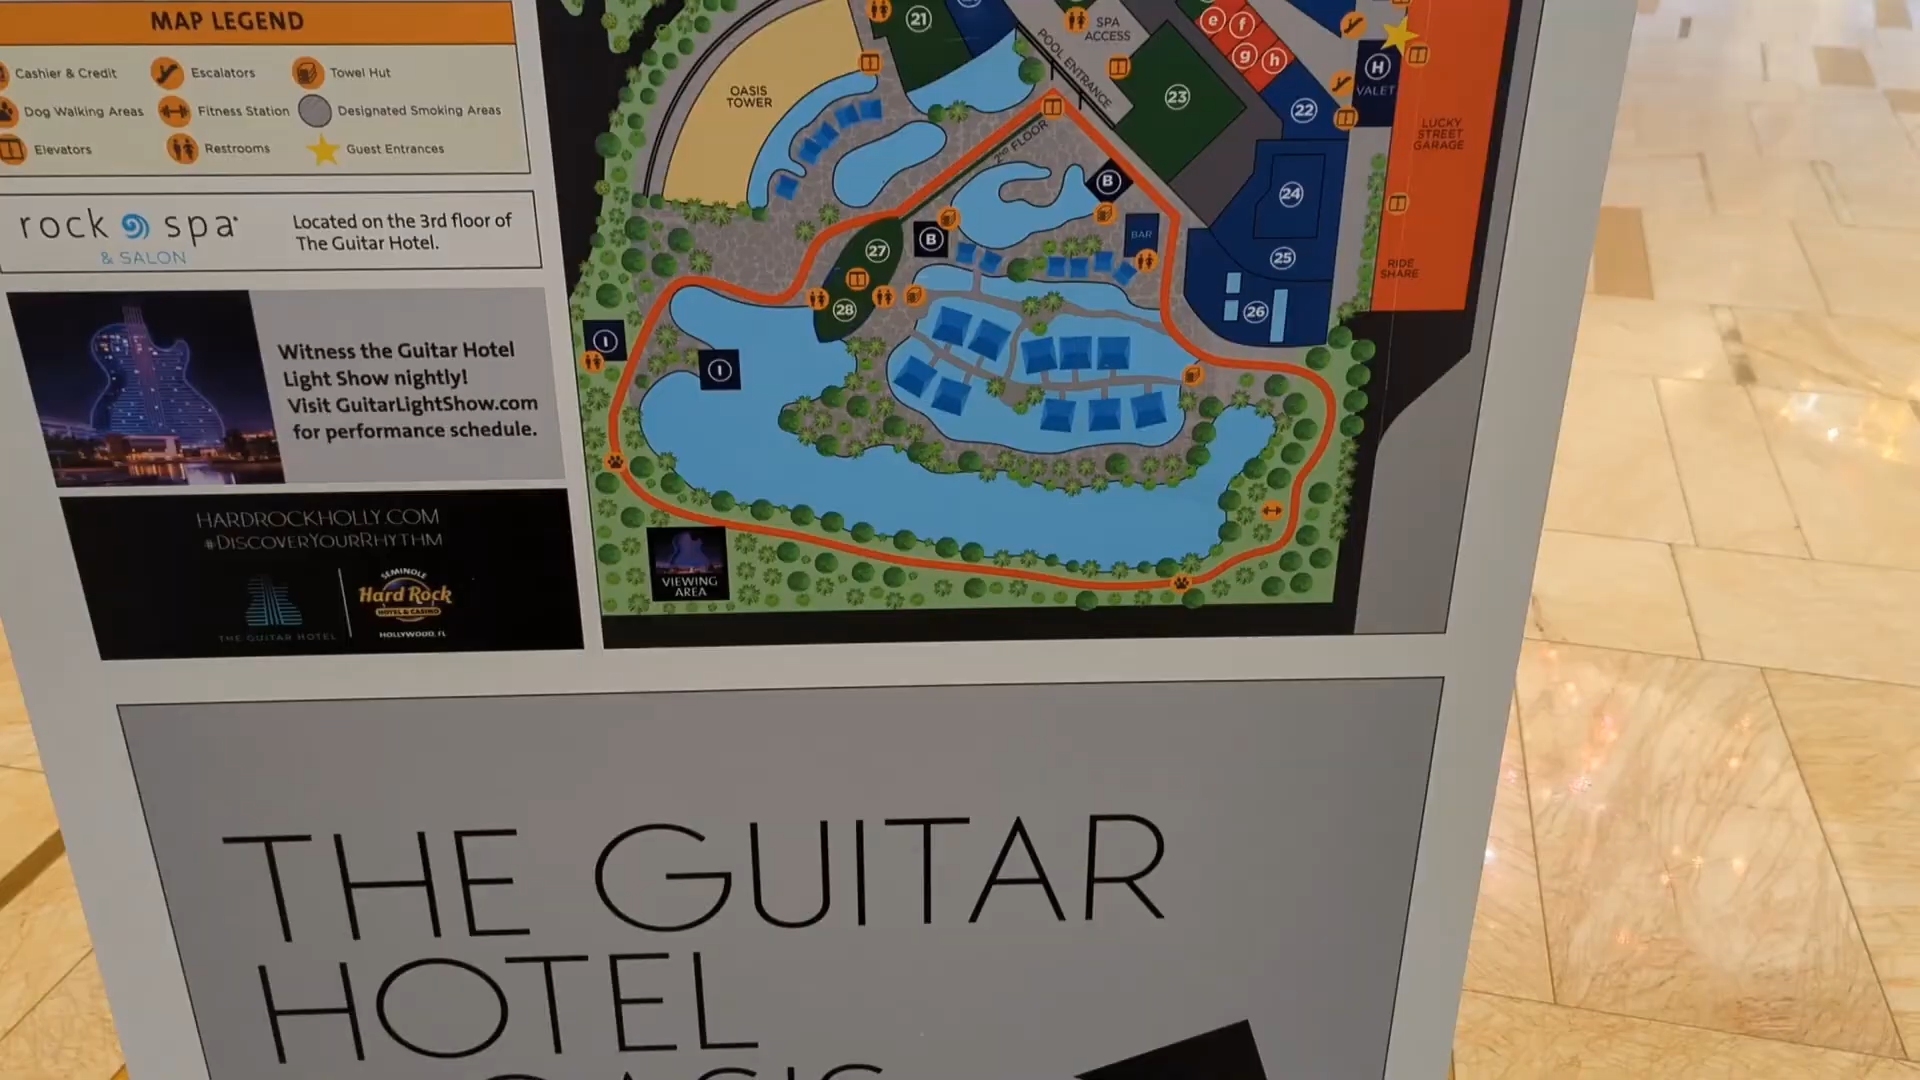 MAP LEGEND
Cashier & Credit
Escalators
Towel Hut
Dog Walking Areas
Fitness Station
Designated Smoking Areas
Elevators
Restrooms
Guest Entrances
rock spa
& SALON
Located on the 3rd floor of
The Guitar Hotel.
Witness the Guitar Hotel
Light Show nightly!
Visit GuitarLightShow.com
for performance schedule.
HARDROCKHOLLY.COM
#DISCOVERYOURRHYTHM
THE GUITAR HOTEL
SEMINOLE
Hard Rock
HOTEL & CASINO
HOLLYWOOD, FL
21
SPA
ACCESS
POOL ENTRANCE
e
f
g
h
H
VALET
OASIS
TOWER
23
22
LUCKY
STREET
GARAGE
2ND FLOOR
B
24
B
BAR
27
25
RIDE
SHARE
28
26
I
I
VIEWING
AREA
THE GUITAR
HOTEL
OASIS